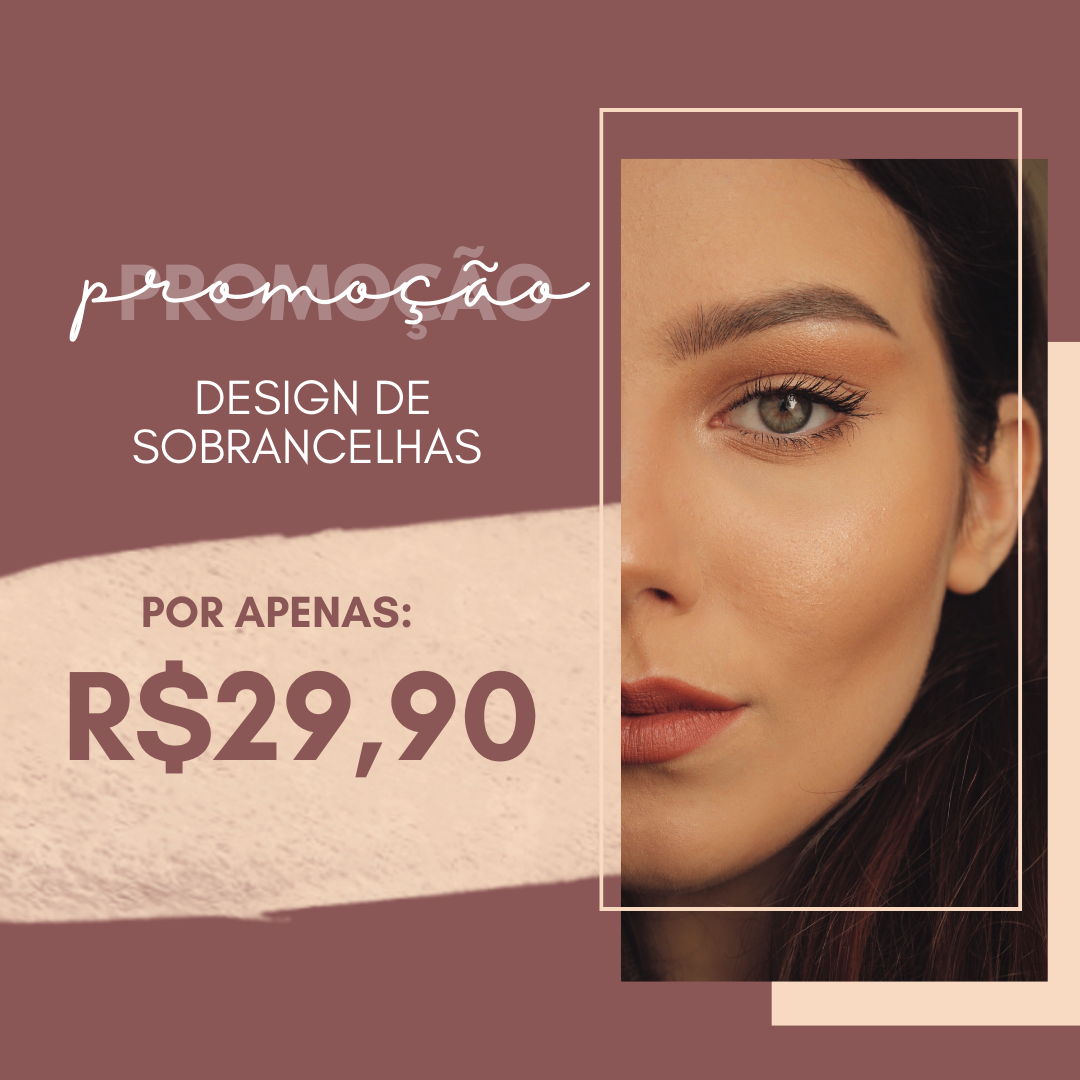 PROMOÇÃO
promoção
DESIGN DE
SOBRANCELHAS
POR APENAS:
R$29,90